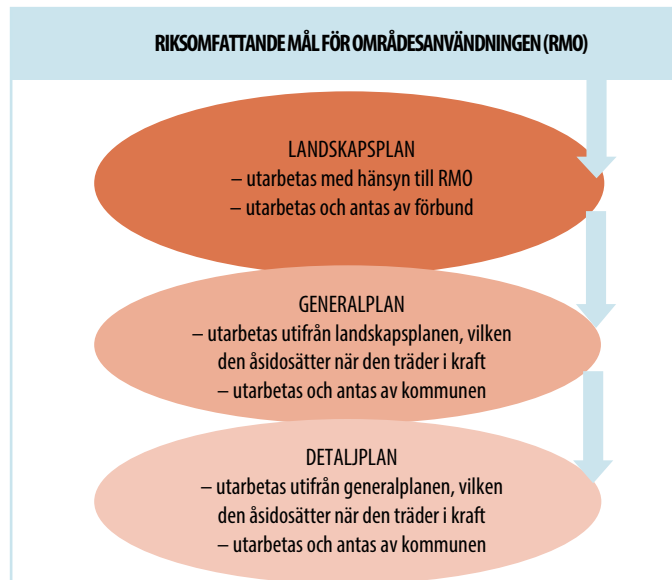 RIKSOMFATTANDE MÅL FÖR OMRÅDESANVÄNDNINGEN (RMO)
LANDSKAPSPLAN
– utarbetas med hänsyn till RMO
– utarbetas och antas av förbund
GENERALPLAN
– utarbetas utifrån landskapsplanen, vilken
den åsidosätter när den träder i kraft
– utarbetas och antas av kommunen
DETALJPLAN
– utarbetas utifrån generalplanen, vilken
den åsidosätter när den träder i kraft
– utarbetas och antas av kommunen